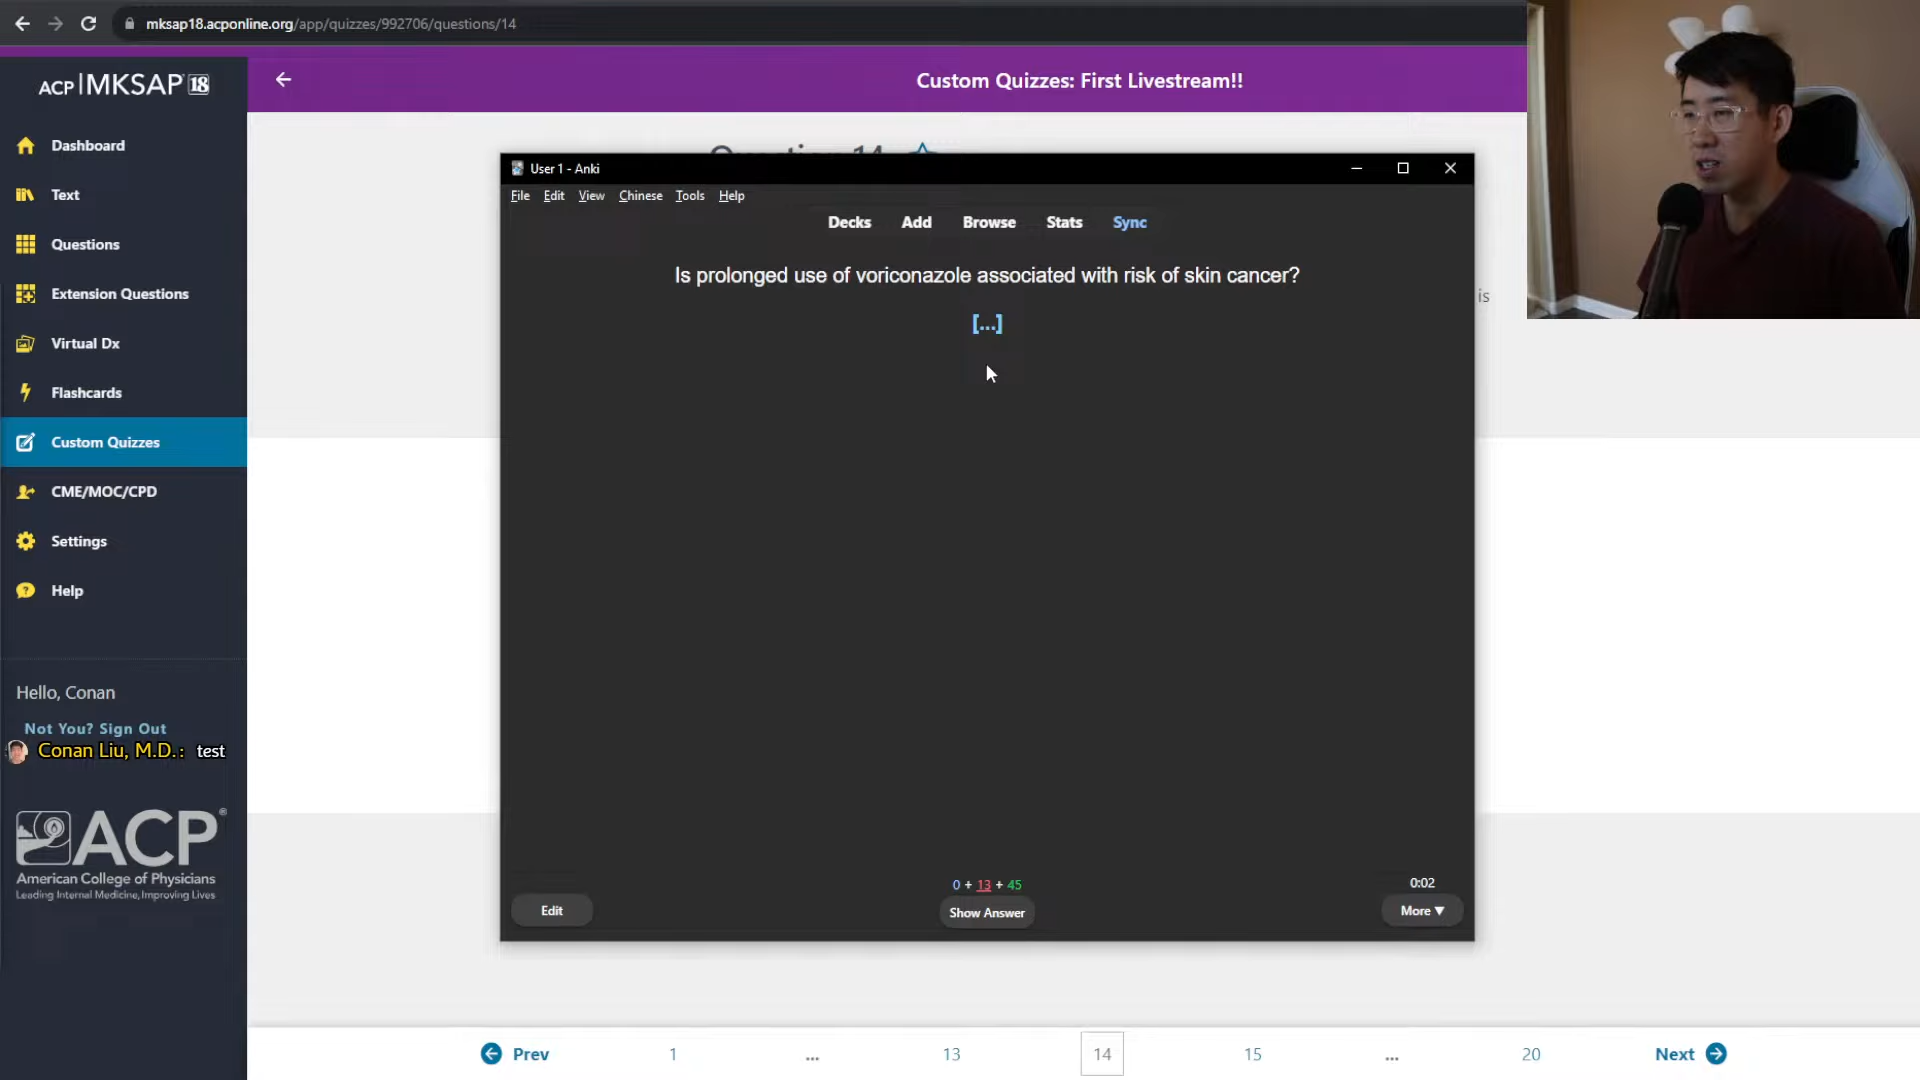 mksap18.acponline.org/app/quizzes/992706/questions/14
ACP|MKSAP 18
Custom Quizzes: First Livestream!!
Dashboard
Text
Questions
Extension Questions
Virtual Dx
Flashcards
Custom Quizzes
CME/MOC/CPD
Settings
Help
Hello, Conan
Not You? Sign Out
Conan Liu, M.D.: test
ACP®
American College of Physicians
Leading Internal Medicine, Improving Lives
Question 14
is
User 1 - Anki
File Edit View Chinese Tools Help
Decks Add Browse Stats Sync
Is prolonged use of voriconazole associated with risk of skin cancer?
[...]
0 + 13 + 45
0:02
Edit
Show Answer
More ▼
Prev 1 ... 13 14 15 ... 20 Next